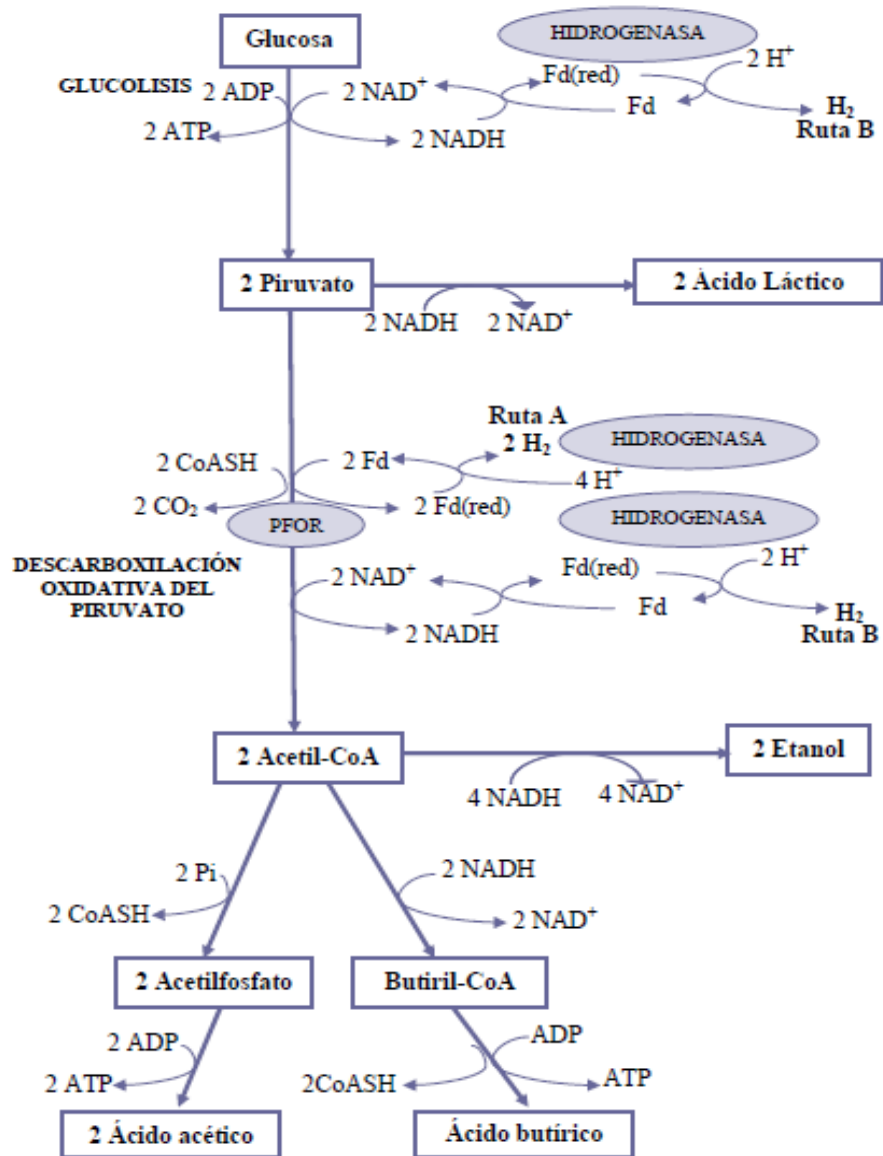 Glucosa
HIDROGENASA
GLUCOLISIS
2 ADP
2 NAD⁺
Fd(red)
2 H⁺
2 ATP
2 NADH
Fd
H₂
Ruta B
2 Piruvato
2 Ácido Láctico
2 NADH
2 NAD⁺
Ruta A
2 H₂
HIDROGENASA
2 CoASH
2 Fd
4 H⁺
2 CO₂
2 Fd(red)
PFOR
HIDROGENASA
DESCARBOXILACIÓN
OXIDATIVA DEL
PIRUVATO
2 NAD⁺
Fd(red)
2 H⁺
2 NADH
Fd
H₂
Ruta B
2 Acetil-CoA
2 Etanol
4 NADH
4 NAD⁺
2 Pi
2 NADH
2 CoASH
2 NAD⁺
2 Acetilfosfato
Butiril-CoA
2 ADP
ADP
2 ATP
2CoASH
ATP
2 Ácido acético
Ácido butírico